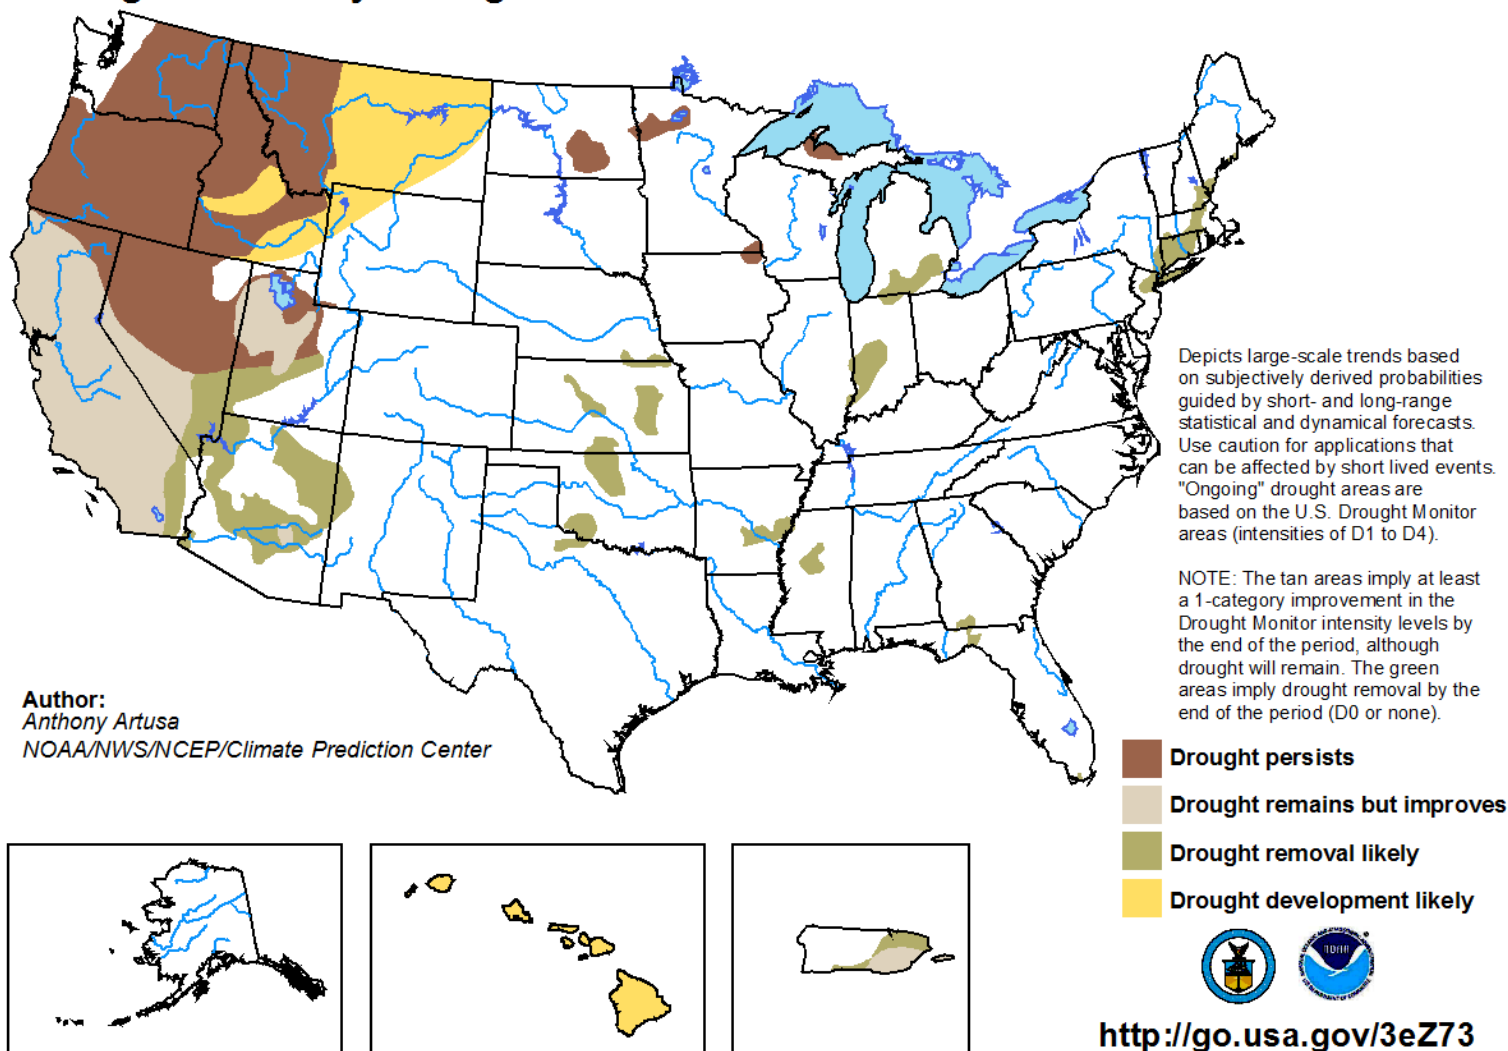 Depicts large-scale trends based
on subjectively derived probabilities
guided by short- and long-range
statistical and dynamical forecasts.
Use caution for applications that
can be affected by short lived events.
"Ongoing" drought areas are
based on the U.S. Drought Monitor
areas (intensities of D1 to D4).
NOTE: The tan areas imply at least
a 1-category improvement in the
Drought Monitor intensity levels by
the end of the period, although
drought will remain. The green
areas imply drought removal by the
end of the period (D0 or none).
Author:
Anthony Artusa
NOAA/NWS/NCEP/Climate Prediction Center
Drought persists
Drought remains but improves
Drought removal likely
Drought development likely
http://go.usa.gov/3eZ73